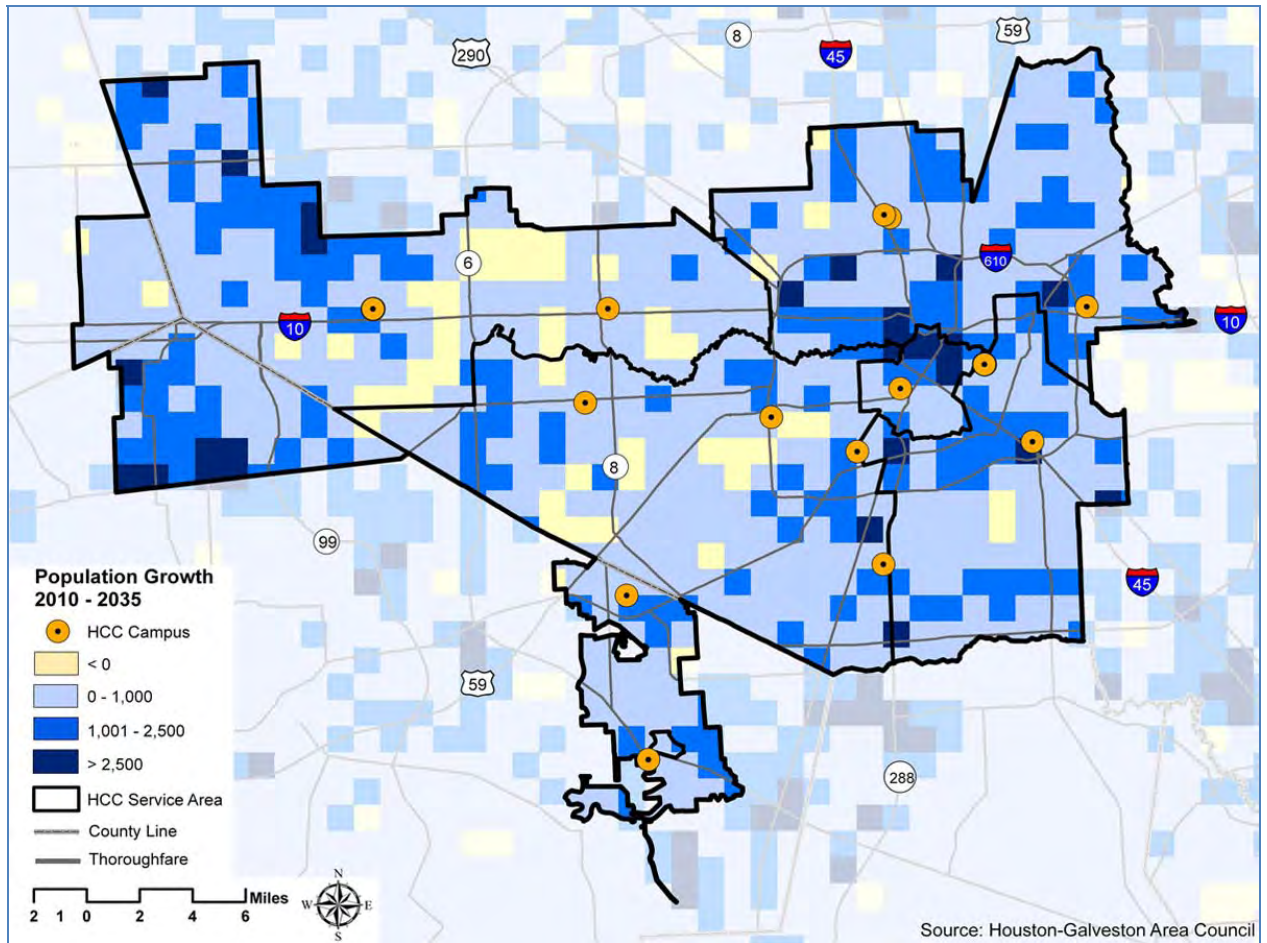 290
8
45
59
6
610
10
10
8
99
45
59
288
Population Growth
2010 - 2035
HCC Campus
< 0
0 - 1,000
1,001 - 2,500
> 2,500
HCC Service Area
County Line
Thoroughfare
Miles
2 1 0 2 4 6
N
W E
S
Source: Houston-Galveston Area Council